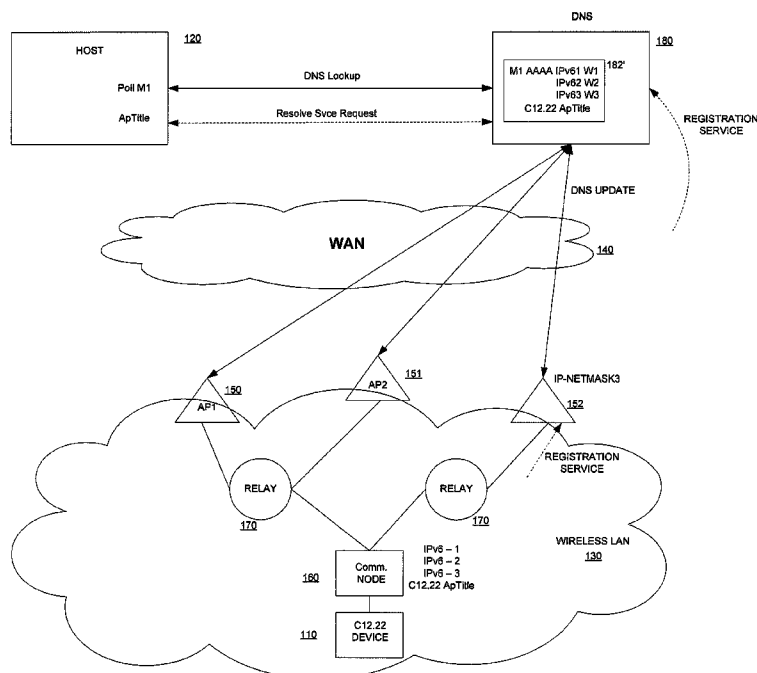 DNS
HOST
120
180
DNS Lookup
Poll M1
M1 AAAA IPv61 W1
IPv62 W2
IPv63 W3
C12.22 ApTitle
182'
ApTitle
Resolve Svce Request
REGISTRATION
SERVICE
DNS UPDATE
WAN
140
AP1
150
AP2
151
IP-NETMASK3
152
REGISTRATION
SERVICE
RELAY
170
RELAY
170
WIRELESS LAN
130
Comm.
NODE
160
IPv6 – 1
IPv6 – 2
IPv6 – 3
C12.22 ApTitle
C12.22
DEVICE
110